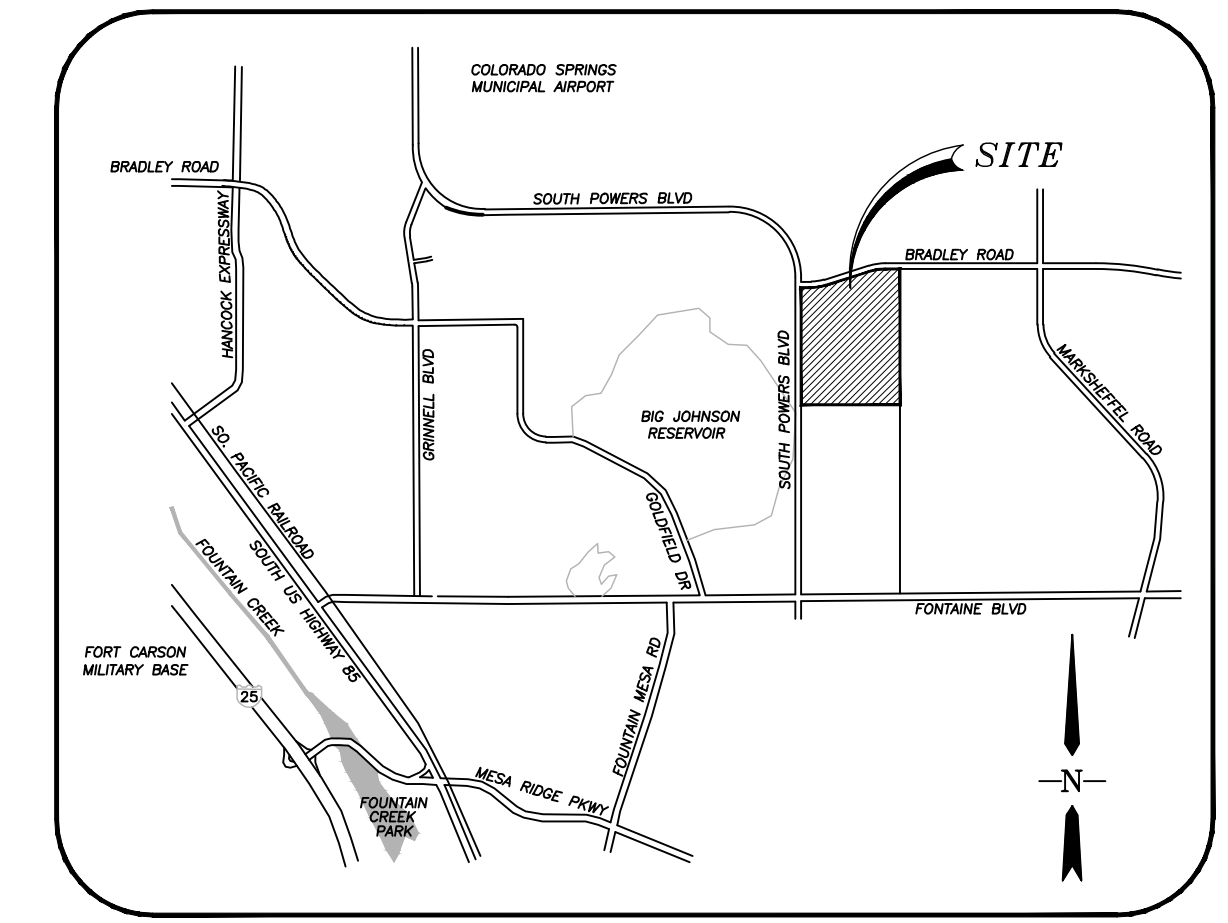 COLORADO SPRINGS
MUNICIPAL AIRPORT
SITE
BRADLEY ROAD
SOUTH POWERS BLVD
HANCOCK EXPRESSWAY
BRADLEY ROAD
GRINNELL BLVD
SOUTH POWERS BLVD
MARKSHEFFEL ROAD
BIG JOHNSON
RESERVOIR
SO. PACIFIC RAILROAD
GOLDFIELD DR
FOUNTAIN CREEK
SOUTH US HIGHWAY 85
FONTAINE BLVD
FORT CARSON
MILITARY BASE
25
FOUNTAIN MESA RD
MESA RIDGE PKWY
N
FOUNTAIN
CREEK
PARK